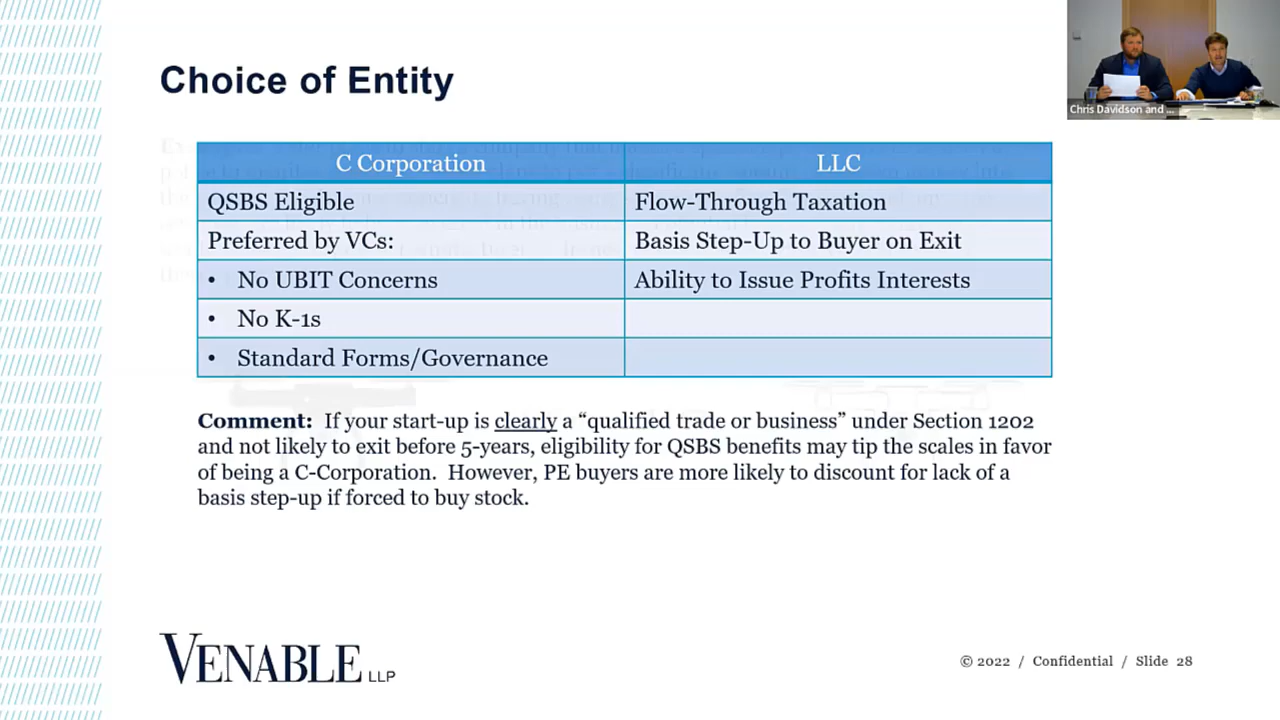 Choice of Entity
C Corporation
LLC
QSBS Eligible
Flow-Through Taxation
Preferred by VCs:
Basis Step-Up to Buyer on Exit
• No UBIT Concerns
Ability to Issue Profits Interests
• No K-1s
• Standard Forms/Governance
Comment: If your start-up is clearly a “qualified trade or business” under Section 1202
and not likely to exit before 5-years, eligibility for QSBS benefits may tip the scales in favor
of being a C-Corporation. However, PE buyers are more likely to discount for lack of a
basis step-up if forced to buy stock.
VENABLE LLP
© 2022 / Confidential / Slide 28
Chris Davidson and ...